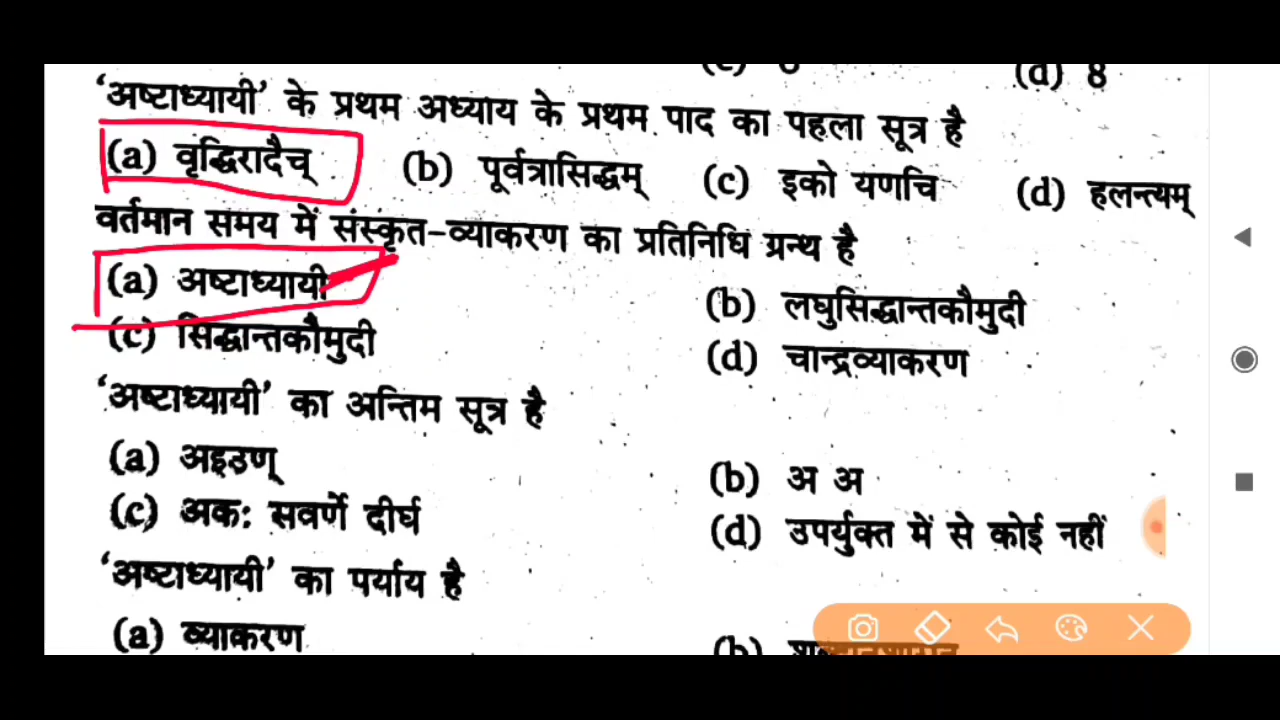 (d) 8
'अष्टाध्यायी' के प्रथम अध्याय के प्रथम पाद का पहला सूत्र है
(a) वृद्धिरादैच् (b) पूर्वत्रासिद्धम् (c) इको यणचि (d) हलन्त्यम्
वर्तमान समय में संस्कृत-व्याकरण का प्रतिनिधि ग्रन्थ है
(a) अष्टाध्यायी (b) लघुसिद्धान्तकौमुदी
(c) सिद्धान्तकौमुदी (d) चान्द्रव्याकरण
'अष्टाध्यायी' का अन्तिम सूत्र है
(a) अइउण् (b) अ अ
(c) अक: सवर्णे दीर्घ (d) उपर्युक्त में से कोई नहीं
'अष्टाध्यायी' का पर्याय है
(a) व्याकरण (b)